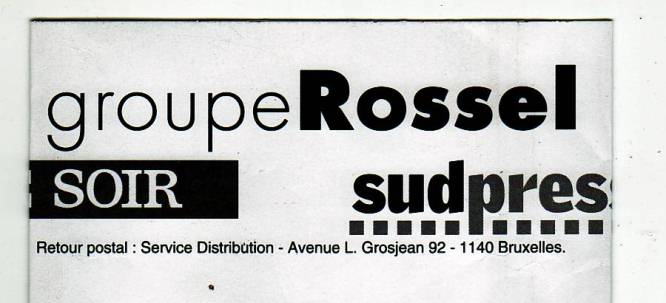 groupeRossel
SOIR sudpres
Retour postal : Service Distribution - Avenue L. Grosjean 92 - 1140 Bruxelles.